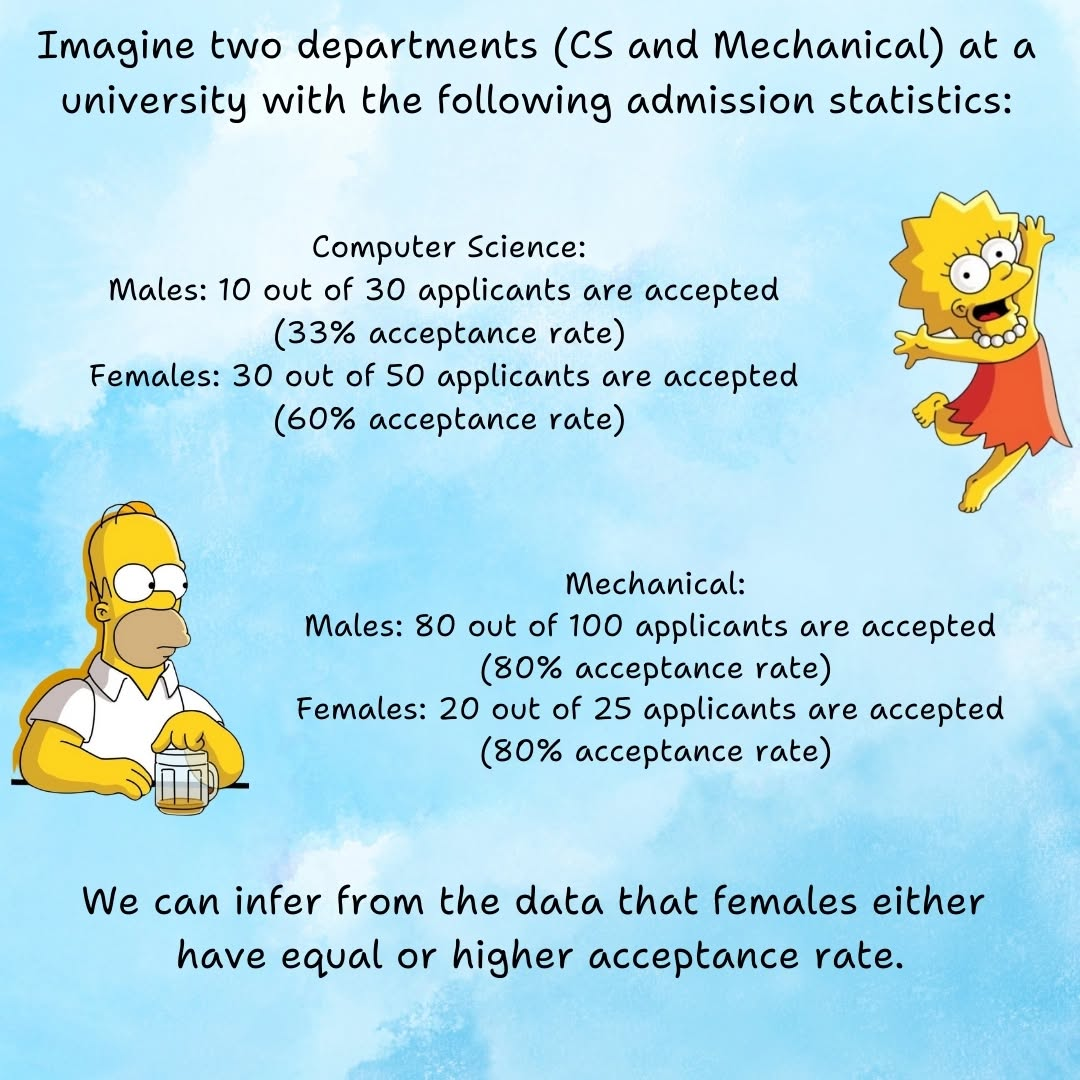 Imagine two departments (CS and Mechanical) at a
university with the following admission statistics:
Computer Science:
Males: 10 out of 30 applicants are accepted
(33% acceptance rate)
Females: 30 out of 50 applicants are accepted
(60% acceptance rate)
Mechanical:
Males: 80 out of 100 applicants are accepted
(80% acceptance rate)
Females: 20 out of 25 applicants are accepted
(80% acceptance rate)
We can infer from the data that females either
have equal or higher acceptance rate.